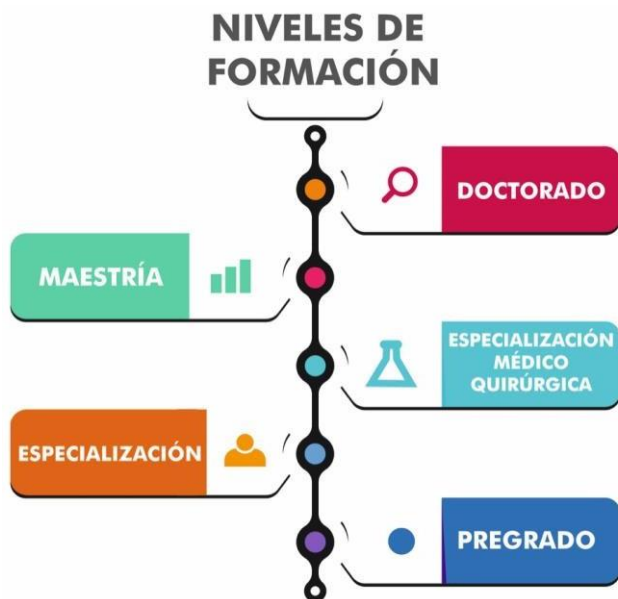 NIVELES DE
FORMACIÓN
DOCTORADO
MAESTRÍA
ESPECIALIZACIÓN
MÉDICO
QUIRÚRGICA
ESPECIALIZACIÓN
PREGRADO